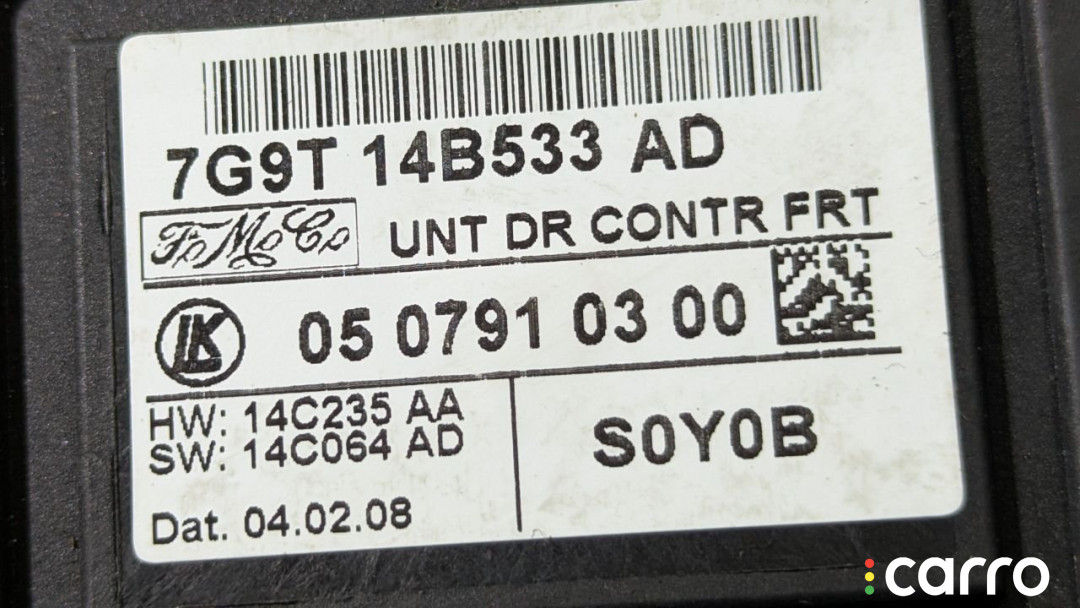 7G9T 14B533 AD
FoMoCo UNT DR CONTR FRT
LK 05 0791 03 00
HW: 14C235 AA
SW: 14C064 AD
S0Y0B
Dat. 04.02.08
carro